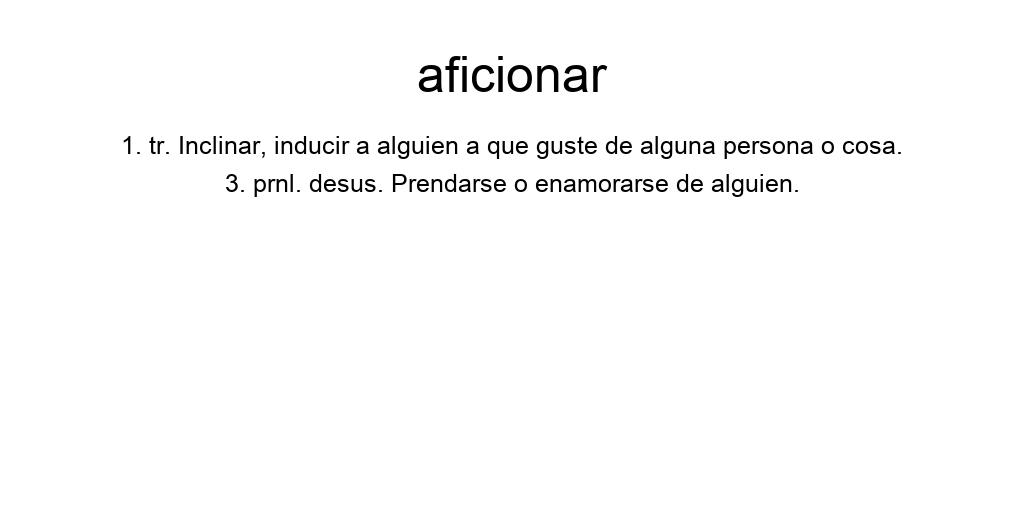 aficionar
1. tr. Inclinar, inducir a alguien a que guste de alguna persona o cosa.
3. prnl. desus. Prendarse o enamorarse de alguien.